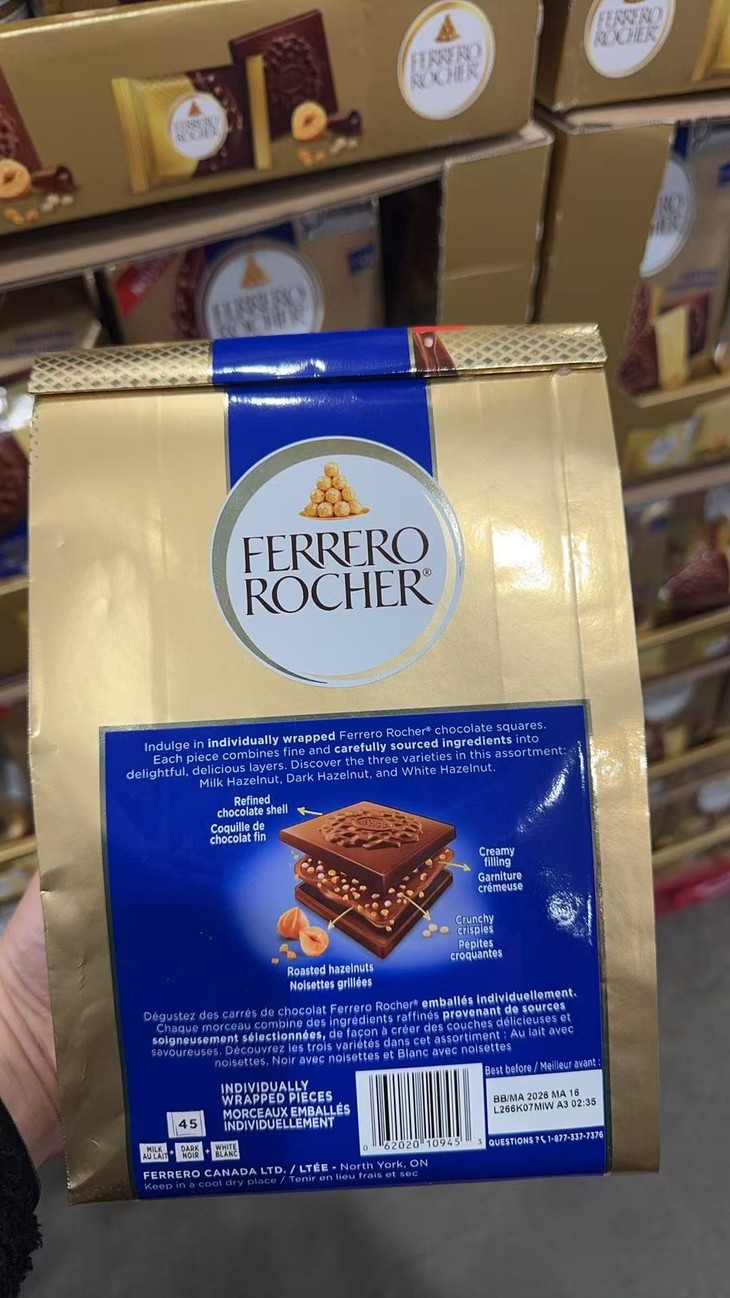 FERRERO
ROCHER
FERRERO
ROCHER
FERRERO
ROCHER
FERRERO
ROCHER®
Indulge in individually wrapped Ferrero Rocher® chocolate squares.
Each piece combines fine and carefully sourced ingredients into
delightful, delicious layers. Discover the three varieties in this assortment:
Milk Hazelnut, Dark Hazelnut, and White Hazelnut.
Refined
chocolate shell
Coquille de
chocolat fin
Creamy
filling
Garniture
crémeuse
Crunchy
crispies
Pépites
croquantes
Roasted hazelnuts
Noisettes grillées
Dégustez des carrés de chocolat Ferrero Rocher® emballés individuellement.
Chaque morceau combine des ingrédients raffinés provenant de sources
soigneusement sélectionnées, de façon à créer des couches délicieuses et
savoureuses. Découvrez les trois variétés dans cet assortiment : Au lait avec
noisettes, Noir avec noisettes et Blanc avec noisettes
45
INDIVIDUALLY
WRAPPED PIECES
MORCEAUX EMBALLÉS
INDIVIDUELLEMENT
MILK
AU LAIT
+
DARK
NOIR
+
WHITE
BLANC
0 62020 10945 3
Best before / Meilleur avant :
BB/MA 2026 MA 16
L266K07MIW A3 02:35
QUESTIONS ? 1-877-337-7376
FERRERO CANADA LTD. / LTÉE - North York, ON
Keep in a cool dry place / Tenir en lieu frais et sec